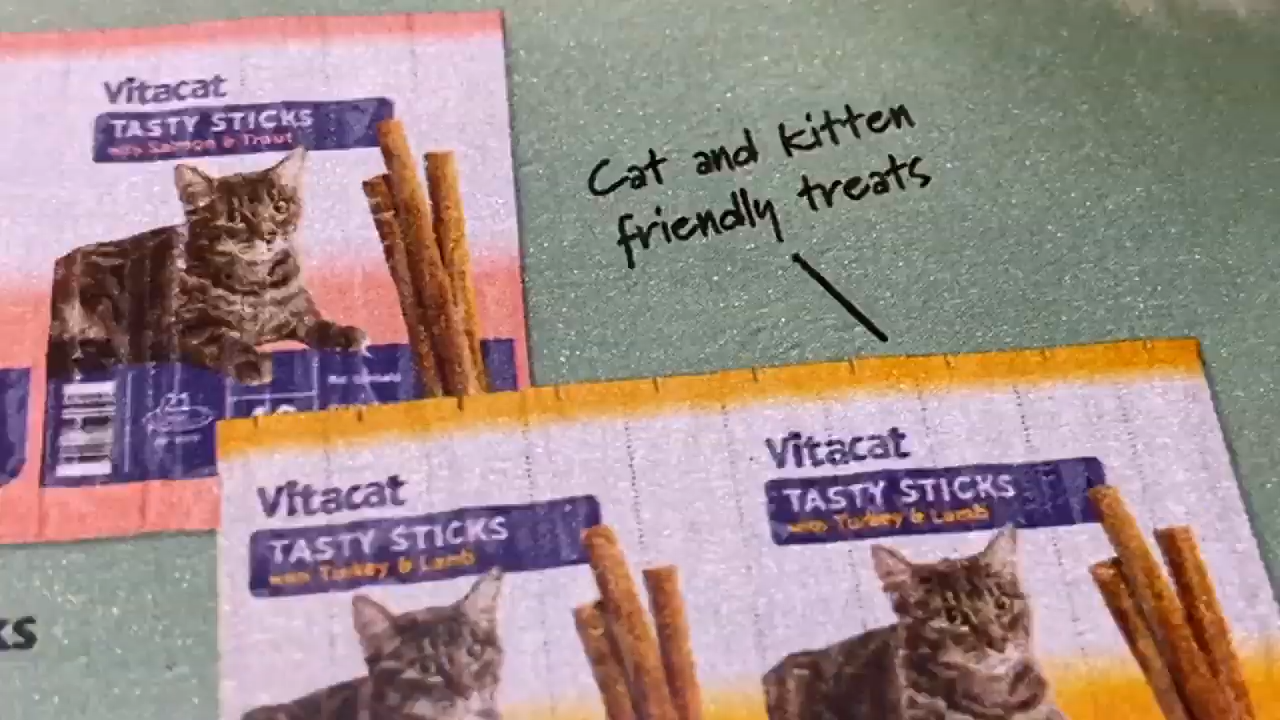 Vitacat
TASTY STICKS
with Salmon & Trout
21
Cat and kitten
friendly treats
Vitacat
TASTY STICKS
with Turkey & Lamb
Vitacat
TASTY STICKS
with Turkey & Lamb